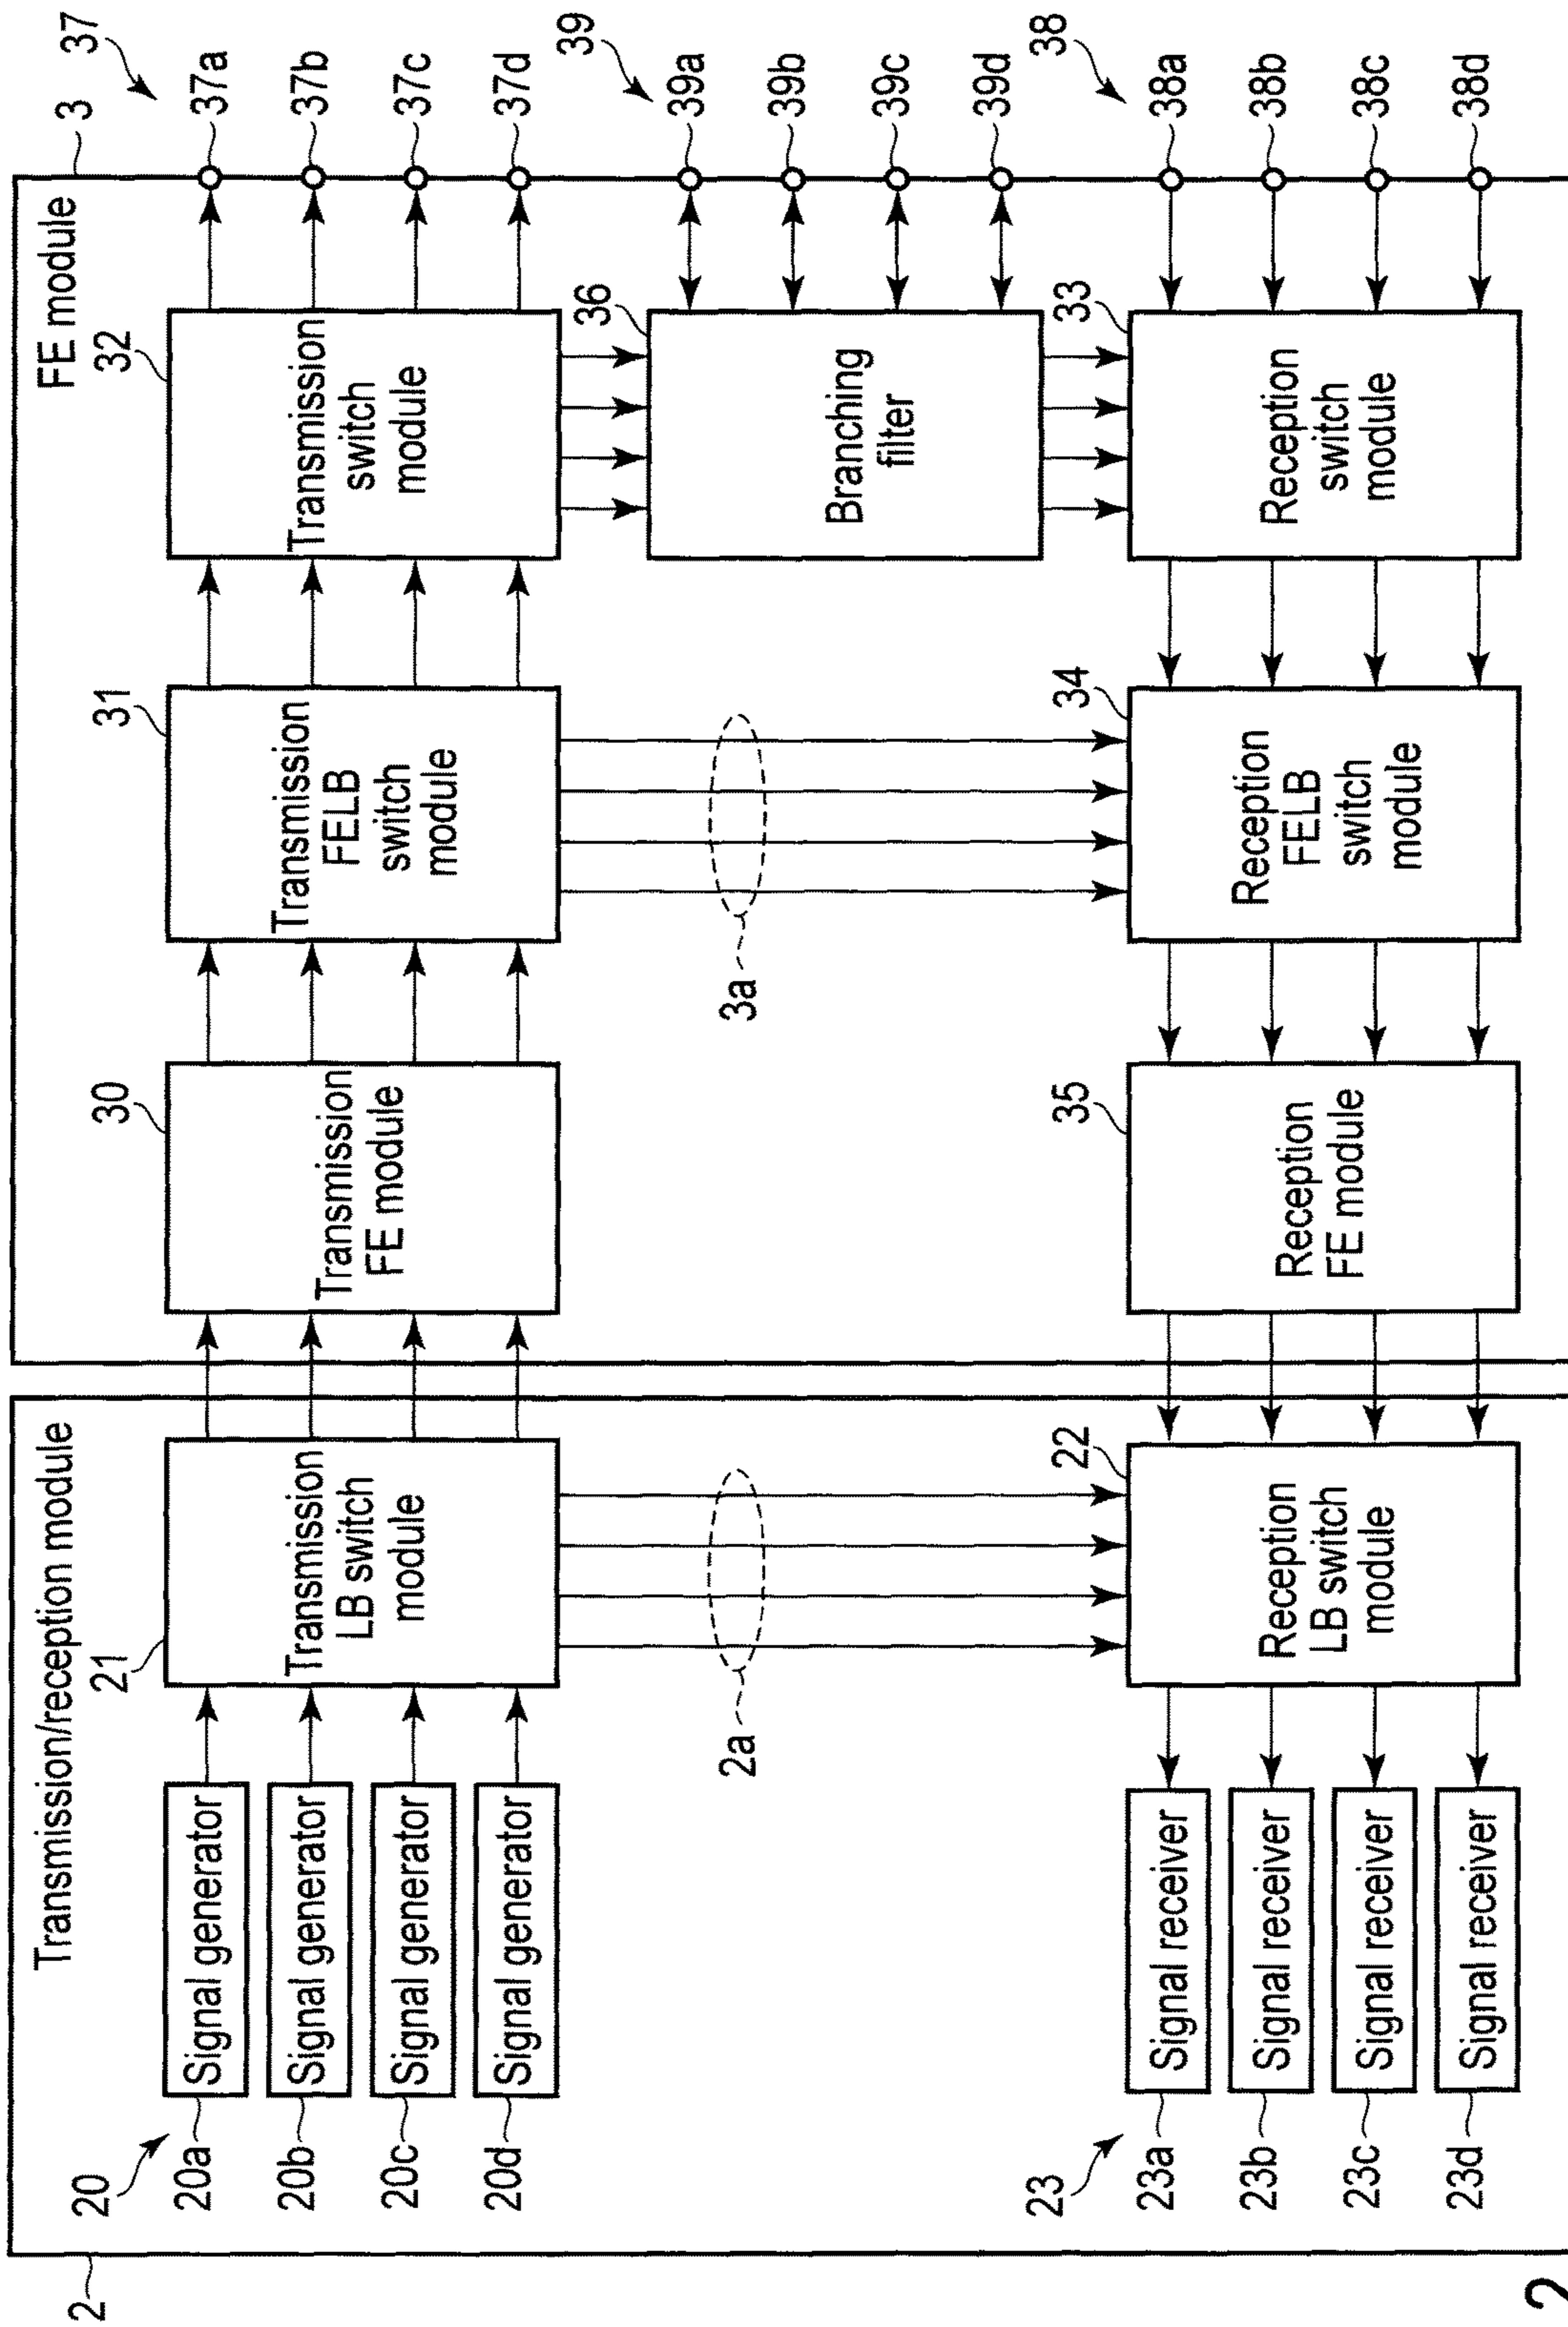 2
Transmission/reception module
20
20a
Signal generator
20b
Signal generator
20c
Signal generator
20d
Signal generator
21
Transmission
LB switch
module
2a
22
Reception
LB switch
module
23
23a
Signal receiver
23b
Signal receiver
23c
Signal receiver
23d
Signal receiver
FE module
3
30
Transmission
FE module
31
Transmission
FELB
switch
module
32
Transmission
switch
module
37
37a
37b
37c
37d
3a
36
Branching
filter
39
39a
39b
39c
39d
35
Reception
FE module
34
Reception
FELB
switch
module
33
Reception
switch
module
38
38a
38b
38c
38d
2